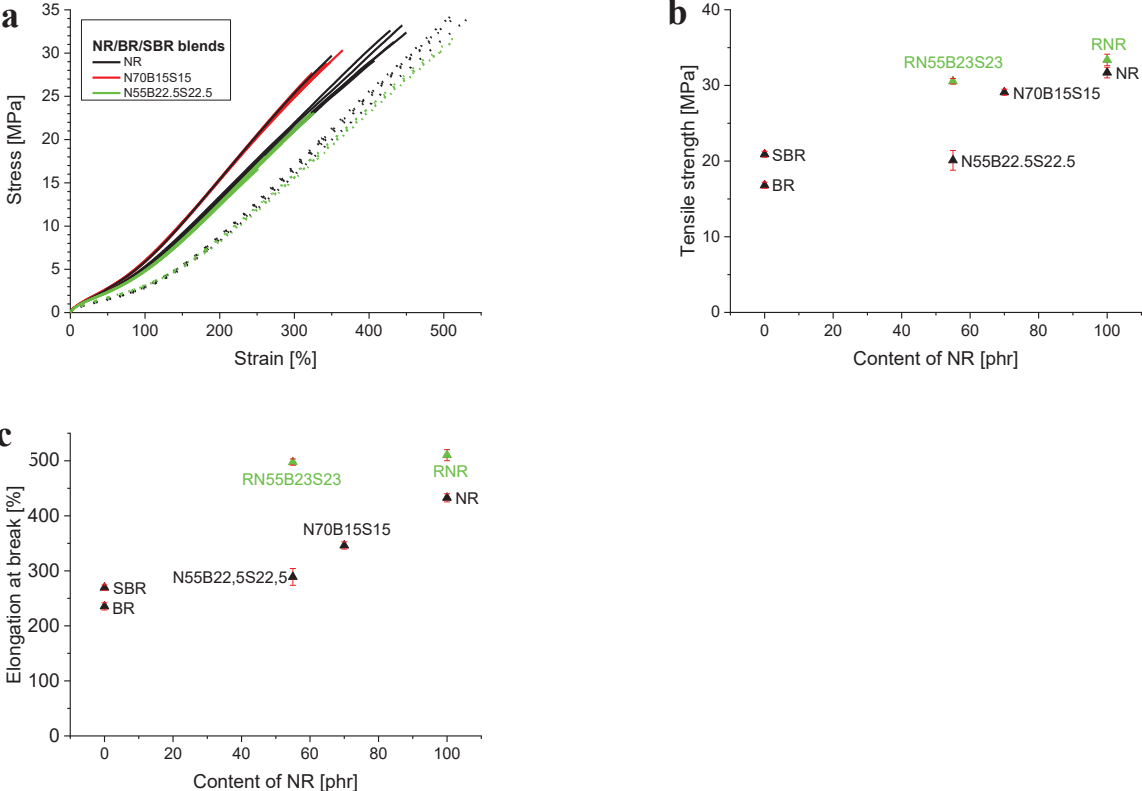 a
35
30
25
20
15
10
5
0
Stress [MPa]
NR/BR/SBR blends
NR
N70B15S15
N55B22.5S22.5
0 100 200 300 400 500
Strain [%]
b
40
30
20
10
0
Tensile strength [MPa]
RNR
RN55B23S23
NR
N70B15S15
SBR
N55B22.5S22.5
BR
0 20 40 60 80 100
Content of NR [phr]
c
500
400
300
200
100
0
Elongation at break [%]
RN55B23S23
RNR
NR
N70B15S15
N55B22,5S22,5
SBR
BR
0 20 40 60 80 100
Content of NR [phr]